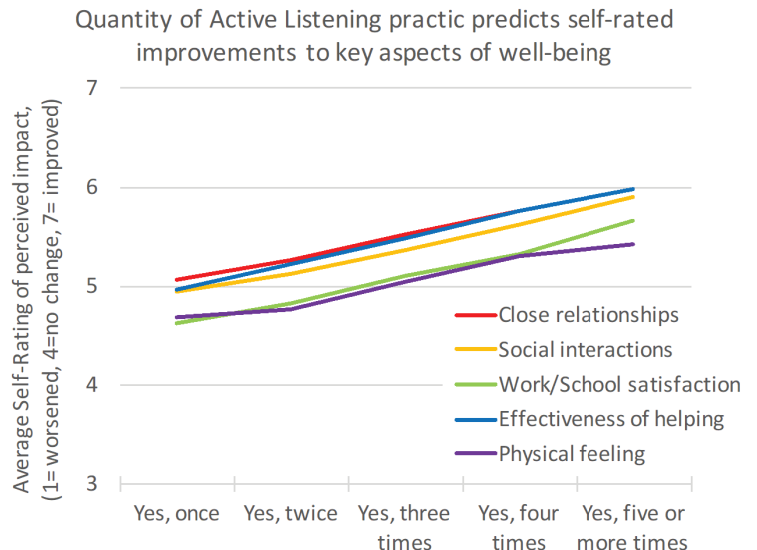 Quantity of Active Listening practic predicts self-rated
improvements to key aspects of well-being
Average Self-Rating of perceived impact,
(1= worsened, 4=no change, 7= improved)
7
6
5
4
3
Close relationships
Social interactions
Work/School satisfaction
Effectiveness of helping
Physical feeling
Yes, once
Yes, twice
Yes, three
times
Yes, four
times
Yes, five or
more times